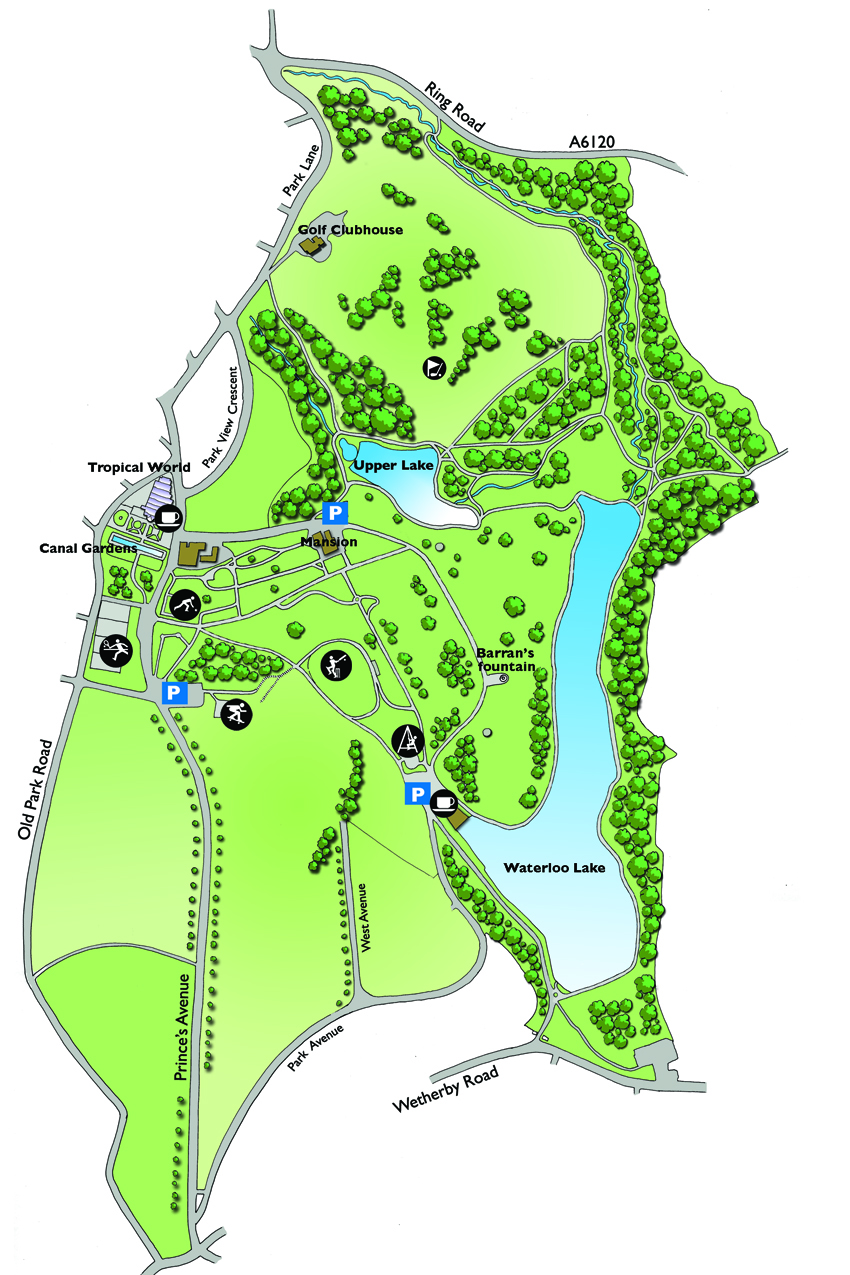 Ring Road
A6120
Park Lane
Golf Clubhouse
Park View Crescent
Tropical World
Upper Lake
P
Mansion
Canal Gardens
Barran's
fountain
P
Old Park Road
P
Waterloo Lake
West Avenue
Prince's Avenue
Park Avenue
Wetherby Road